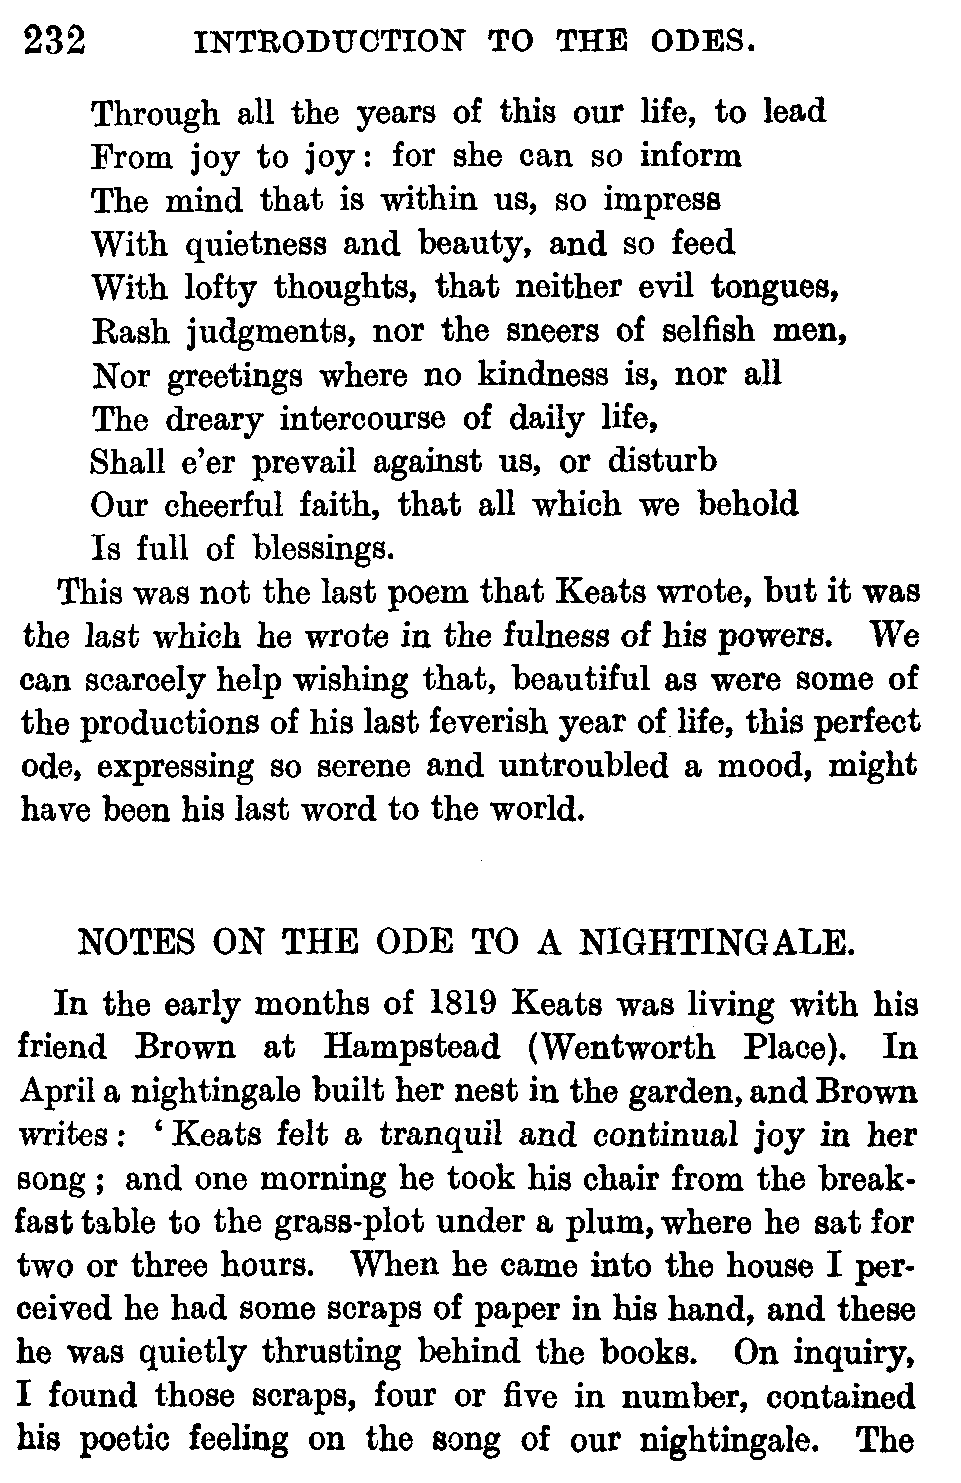 232 INTRODUCTION TO THE ODES.
Through all the years of this our life, to lead
From joy to joy: for she can so inform
The mind that is within us, so impress
With quietness and beauty, and so feed
With lofty thoughts, that neither evil tongues,
Rash judgments, nor the sneers of selfish men,
Nor greetings where no kindness is, nor all
The dreary intercourse of daily life,
Shall e'er prevail against us, or disturb
Our cheerful faith, that all which we behold
Is full of blessings.
This was not the last poem that Keats wrote, but it was
the last which he wrote in the fulness of his powers. We
can scarcely help wishing that, beautiful as were some of
the productions of his last feverish year of life, this perfect
ode, expressing so serene and untroubled a mood, might
have been his last word to the world.
NOTES ON THE ODE TO A NIGHTINGALE.
In the early months of 1819 Keats was living with his
friend Brown at Hampstead (Wentworth Place). In
April a nightingale built her nest in the garden, and Brown
writes: ‘Keats felt a tranquil and continual joy in her
song; and one morning he took his chair from the break-
fast table to the grass-plot under a plum, where he sat for
two or three hours. When he came into the house I per-
ceived he had some scraps of paper in his hand, and these
he was quietly thrusting behind the books. On inquiry,
I found those scraps, four or five in number, contained
his poetic feeling on the song of our nightingale. The